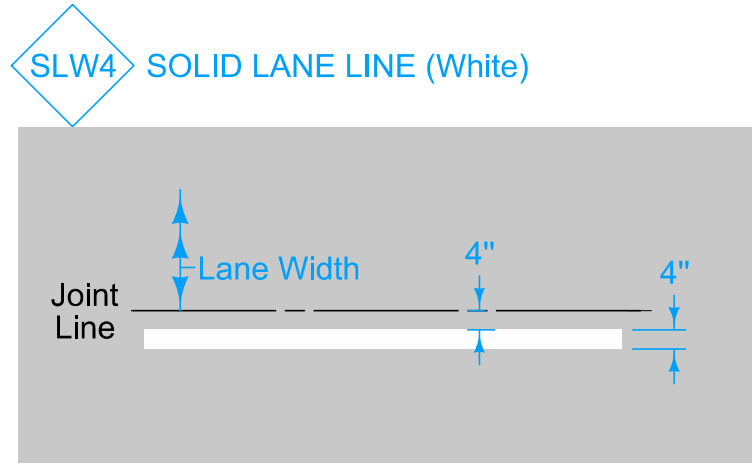 SLW4 SOLID LANE LINE (White)
Lane Width
4"
4"
Joint
Line